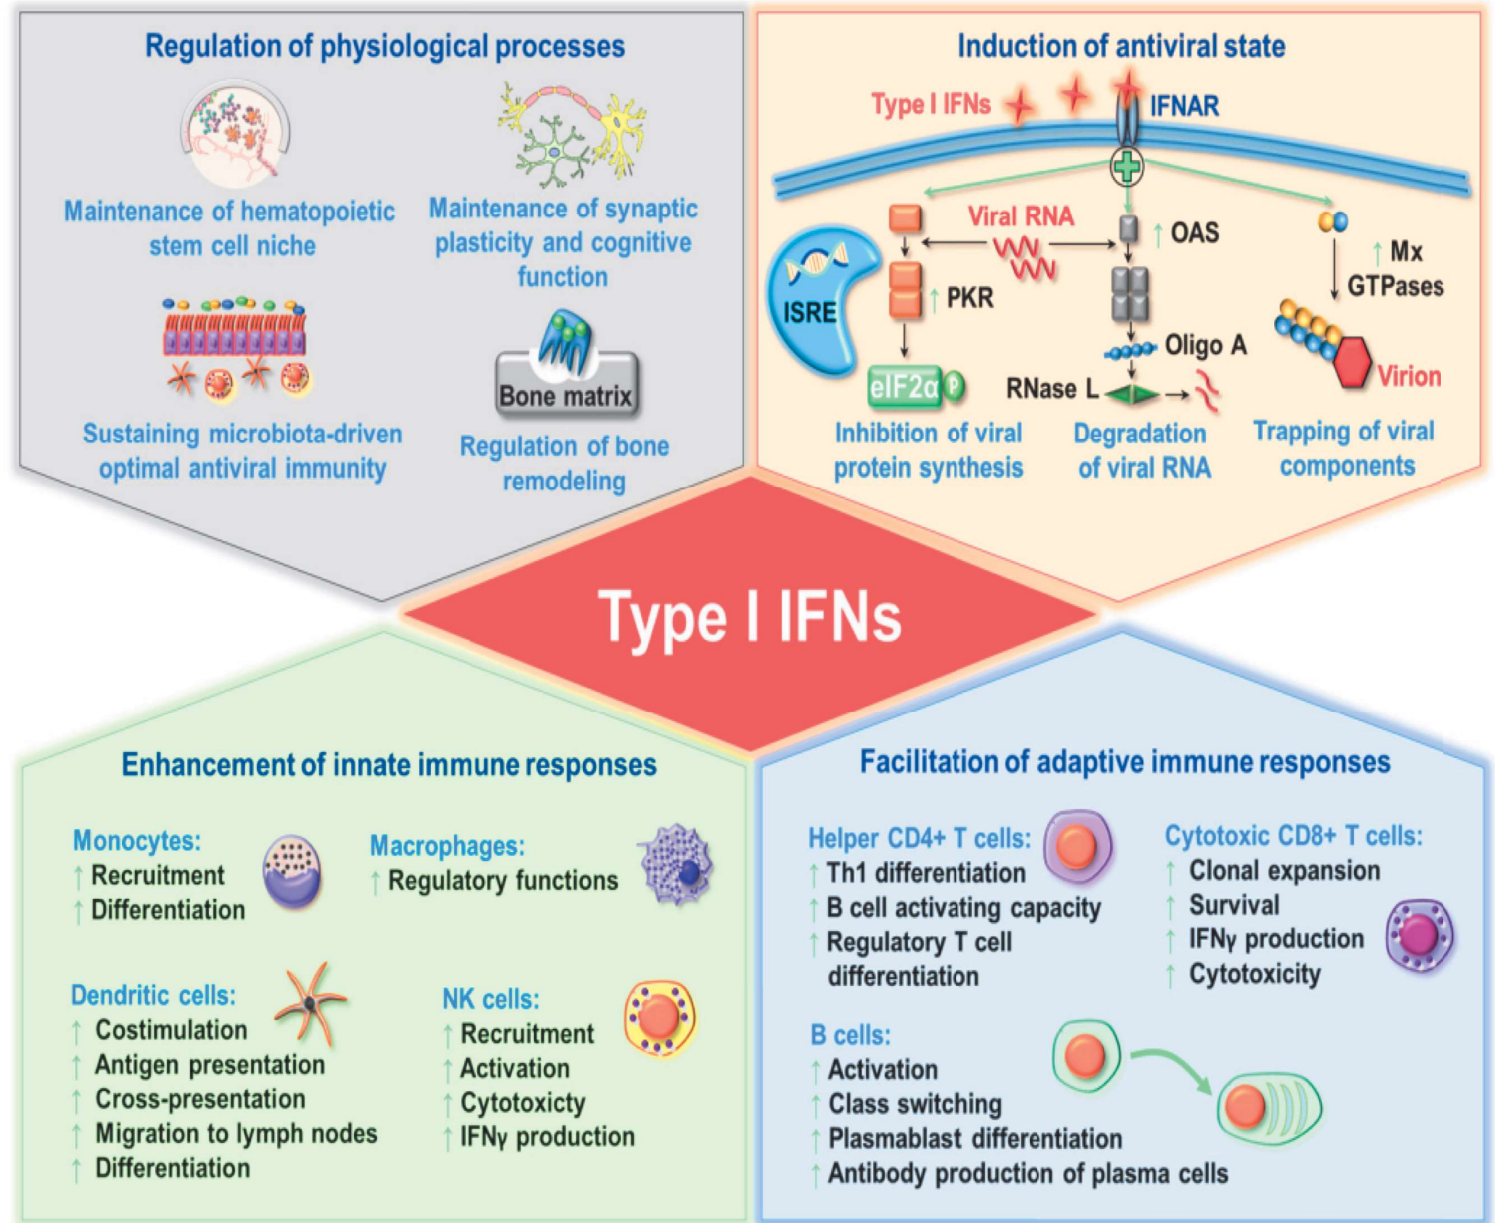 Regulation of physiological processes
Maintenance of hematopoietic
stem cell niche
Maintenance of synaptic
plasticity and cognitive
function
Sustaining microbiota-driven
optimal antiviral immunity
Bone matrix
Regulation of bone
remodeling
Induction of antiviral state
Type I IFNs
IFNAR
ISRE
Viral RNA
↑ PKR
eIF2α P
Inhibition of viral
protein synthesis
↑ OAS
Oligo A
RNase L
Degradation
of viral RNA
↑ Mx
GTPases
Virion
Trapping of viral
components
Type I IFNs
Enhancement of innate immune responses
Monocytes:
↑ Recruitment
↑ Differentiation
Macrophages:
↑ Regulatory functions
Dendritic cells:
↑ Costimulation
↑ Antigen presentation
↑ Cross-presentation
↑ Migration to lymph nodes
↑ Differentiation
NK cells:
↑ Recruitment
↑ Activation
↑ Cytotoxicty
↑ IFNγ production
Facilitation of adaptive immune responses
Helper CD4+ T cells:
↑ Th1 differentiation
↑ B cell activating capacity
↑ Regulatory T cell
differentiation
Cytotoxic CD8+ T cells:
↑ Clonal expansion
↑ Survival
↑ IFNγ production
↑ Cytotoxicity
B cells:
↑ Activation
↑ Class switching
↑ Plasmablast differentiation
↑ Antibody production of plasma cells